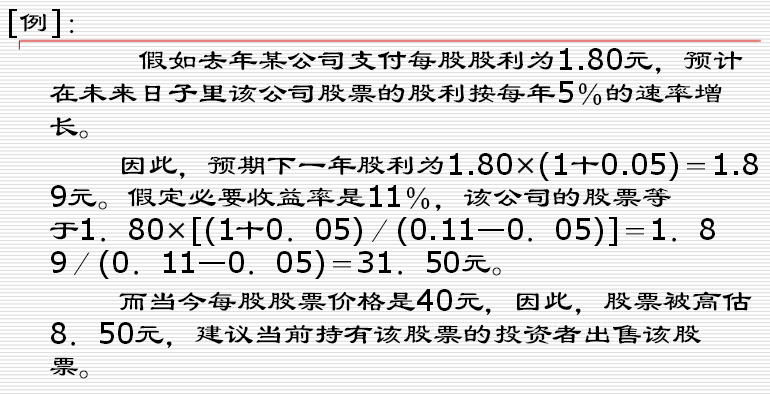 [例]：
假如去年某公司支付每股股利为1.80元，预计
在未来日子里该公司股票的股利按每年5％的速率增
长。
因此，预期下一年股利为1.80×(1十0.05)＝1.8
9元。假定必要收益率是11％，该公司的股票等
于1．80×[(1十0．05)／(0.11—0．05)]＝1．8
9／(0．11—0．05)＝31．50元。
而当今每股股票价格是40元，因此，股票被高估
8．50元，建议当前持有该股票的投资者出售该股
票。